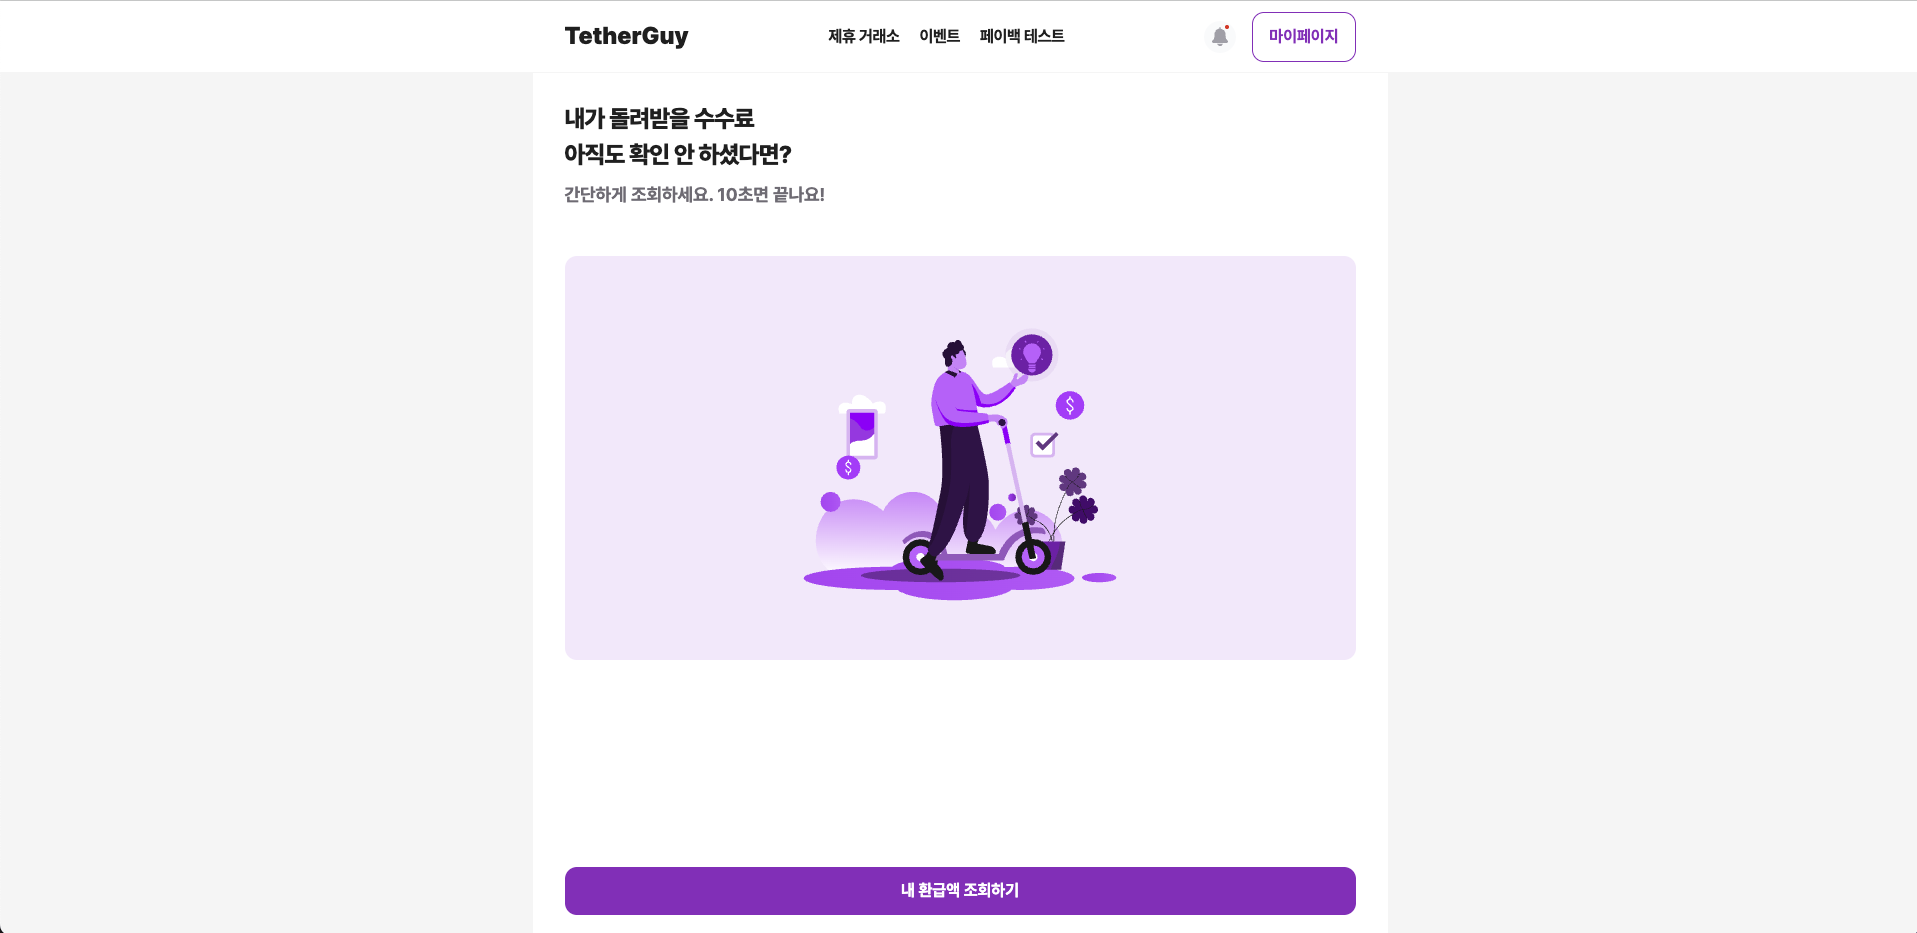 TetherGuy
제휴 거래소
이벤트
페이백 테스트
마이페이지
내가 돌려받을 수수료
아직도 확인 안 하셨다면?
간단하게 조회하세요. 10초면 끝나요!
$
$
내 환급액 조회하기